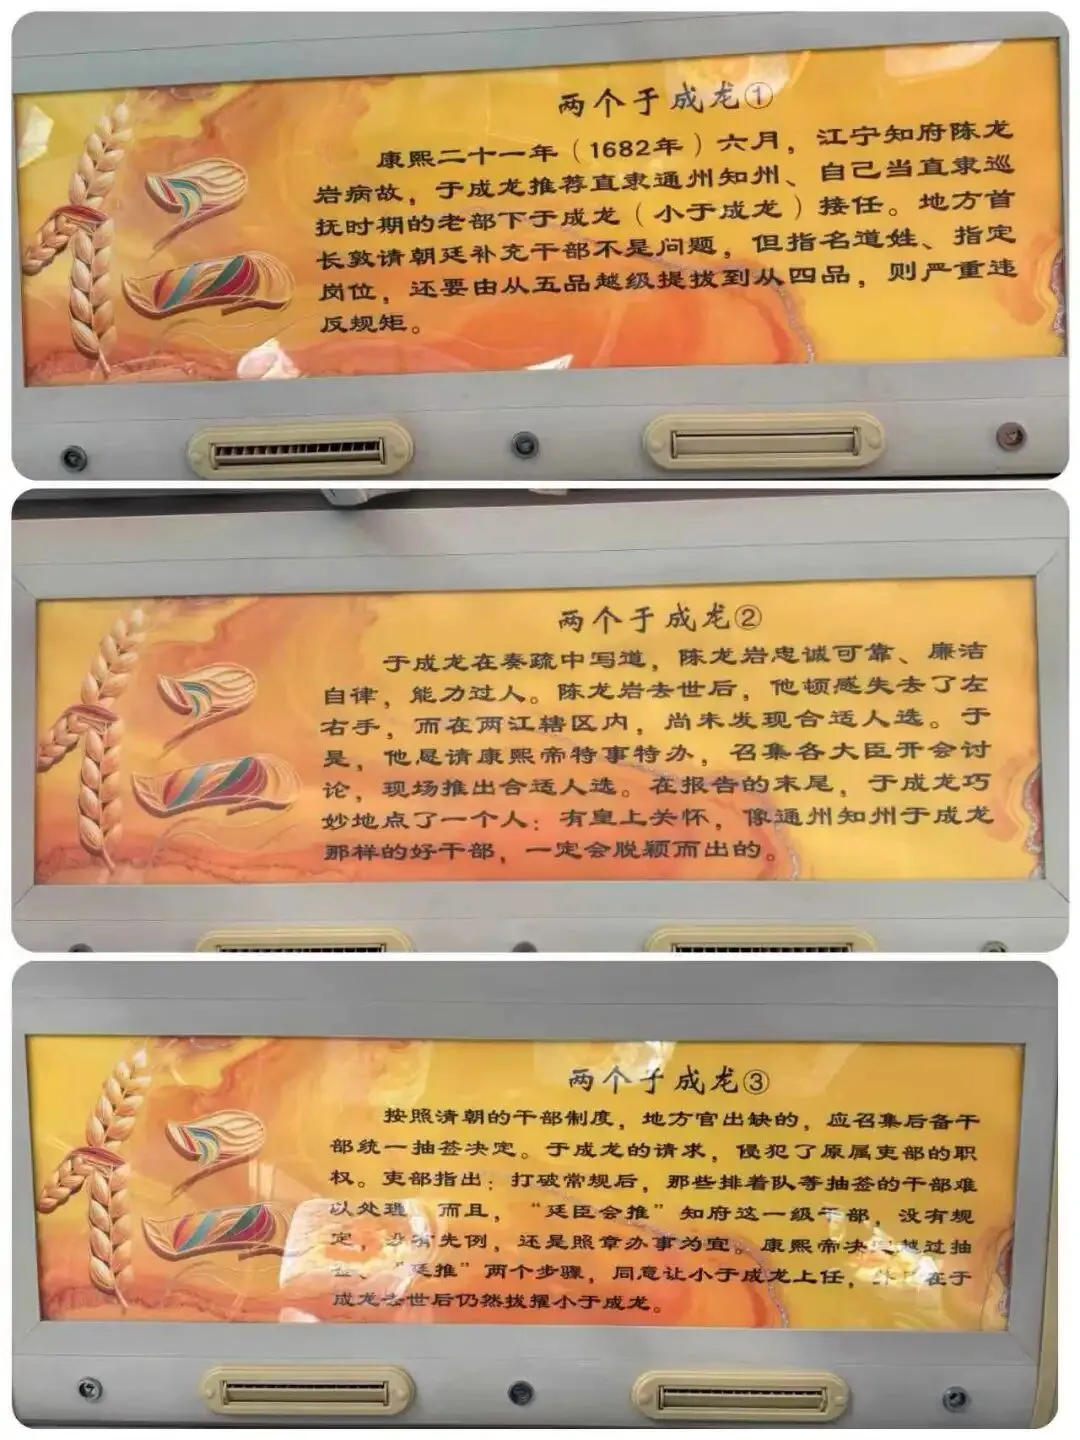 两个于成龙①
康熙二十一年（1682年）六月，江宁知府陈龙
岩病故，于成龙推荐直隶通州知州、自己当直隶巡
抚时期的老部下于成龙（小于成龙）接任。地方首
长敦请朝廷补充干部不是问题，但指名道姓、指定
岗位，还要由从五品越级提拔到从四品，则严重违
反规矩。
两个于成龙②
于成龙在奏疏中写道，陈龙岩忠诚可靠、廉洁
自律，能力过人。陈龙岩去世后，他顿感失去了左
右手，而在两江辖区内，尚未发现合适人选。于
是，他恳请康熙帝特事特办，召集各大臣开会讨
论，现场推出合适人选。在报告的末尾，于成龙巧
妙地点了一个人：有皇上关怀，像通州知州于成龙
那样的好干部，一定会脱颖而出的。
两个于成龙③
按照清朝的干部制度，地方官出缺的，应召集后备干
部统一抽签决定。于成龙的请求，侵犯了原属吏部的职
权。吏部指出：打破常规后，那些排着队等抽签的干部难
以处理。而且，“廷臣会推”知府这一级干部，没有规
定，没有先例，还是照章办事为宜。康熙帝决定越过抽
“廷推”两个步骤，同意让小于成龙上任，在于
成龙去世后仍然拔擢小于成龙。